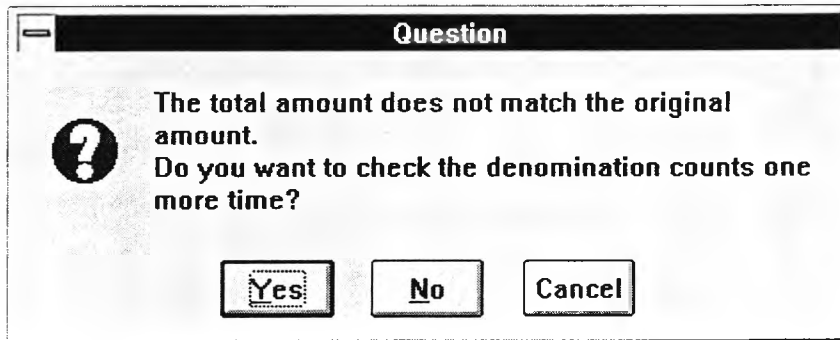 Question
The total amount does not match the original
amount.
Do you want to check the denomination counts one
more time?
Yes No Cancel